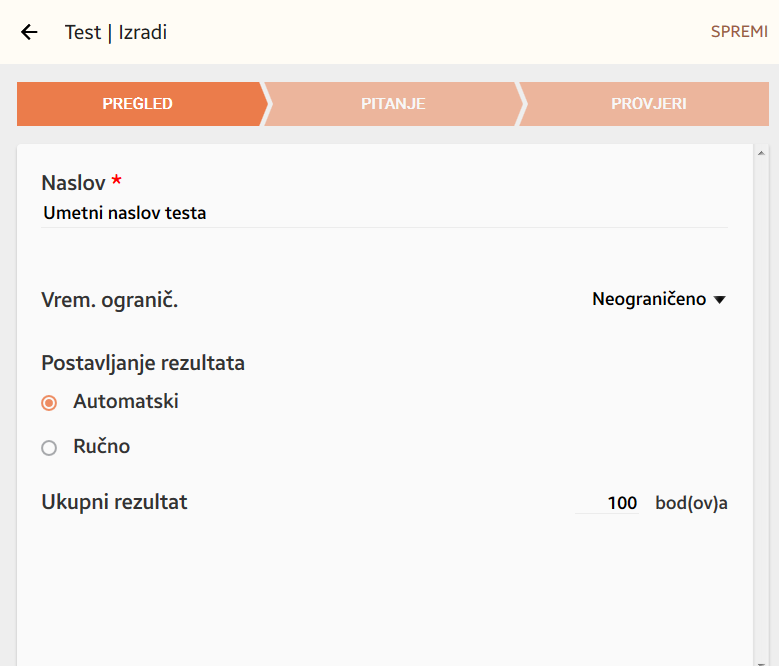 Test | Izradi
SPREMI
PREGLED
PITANJE
PROVJERI
Naslov *
Umetni naslov testa
Vrem. ogranič.
Neograničeno
Postavljanje rezultata
Automatski
Ručno
Ukupni rezultat
100 bod(ov)a